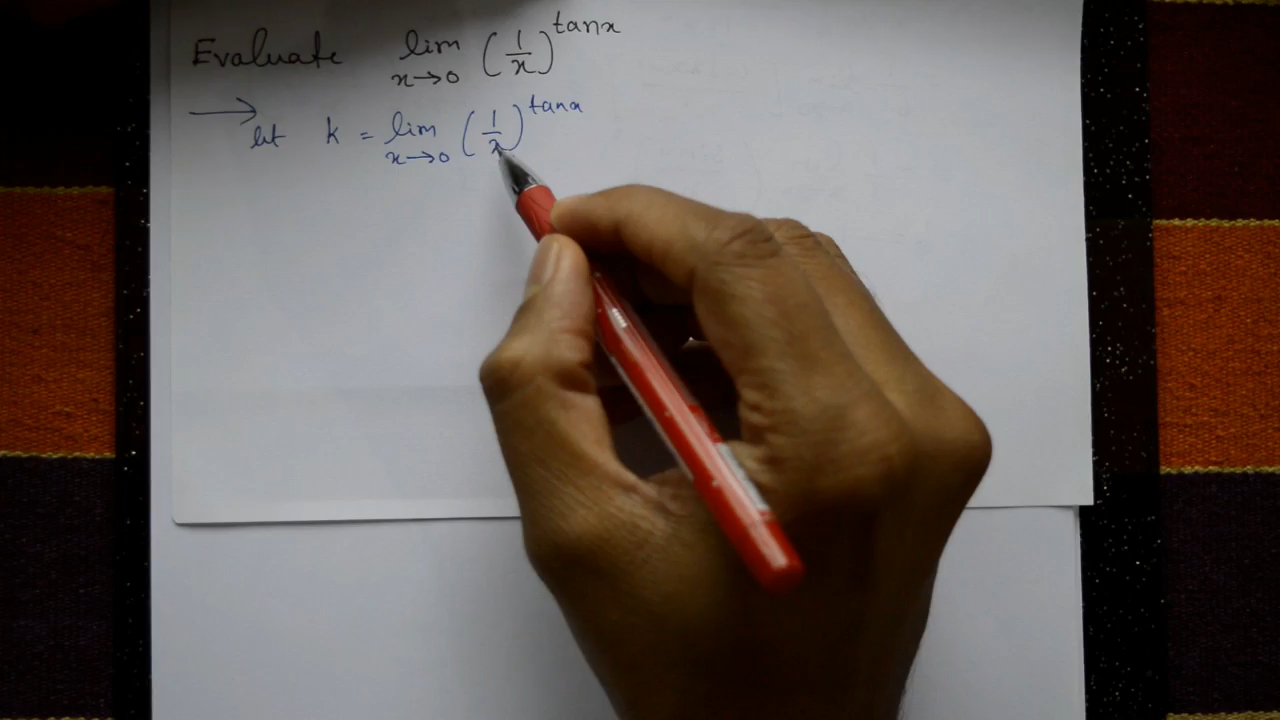 Evaluate lim x→0 (1/x)^tanx
→ let k = lim x→0 (1/x)^tanx